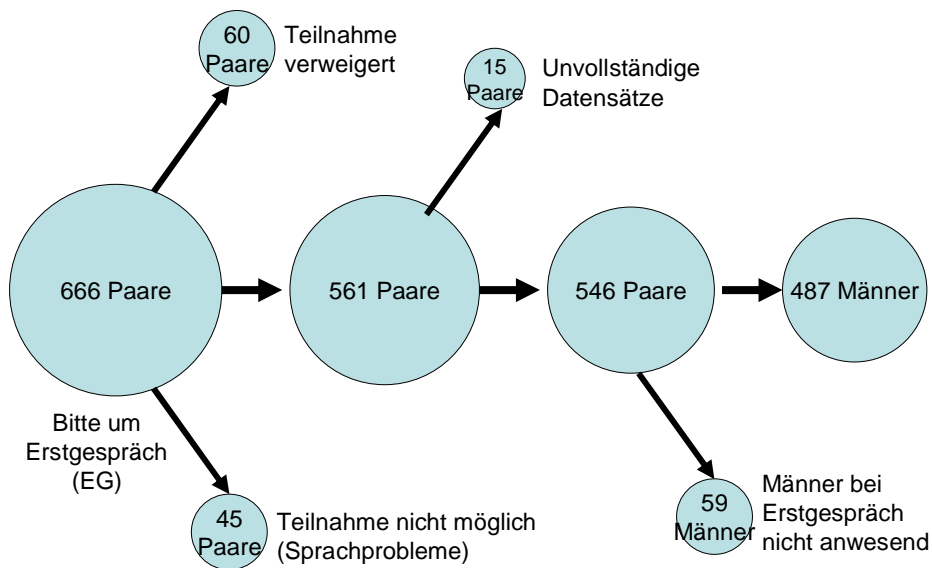 60
Paare
Teilnahme
verweigert
15
Paare
Unvollständige
Datensätze
666 Paare
561 Paare
546 Paare
487 Männer
Bitte um
Erstgespräch
(EG)
45
Paare
Teilnahme nicht möglich
(Sprachprobleme)
59
Männer
Männer bei
Erstgespräch
nicht anwesend